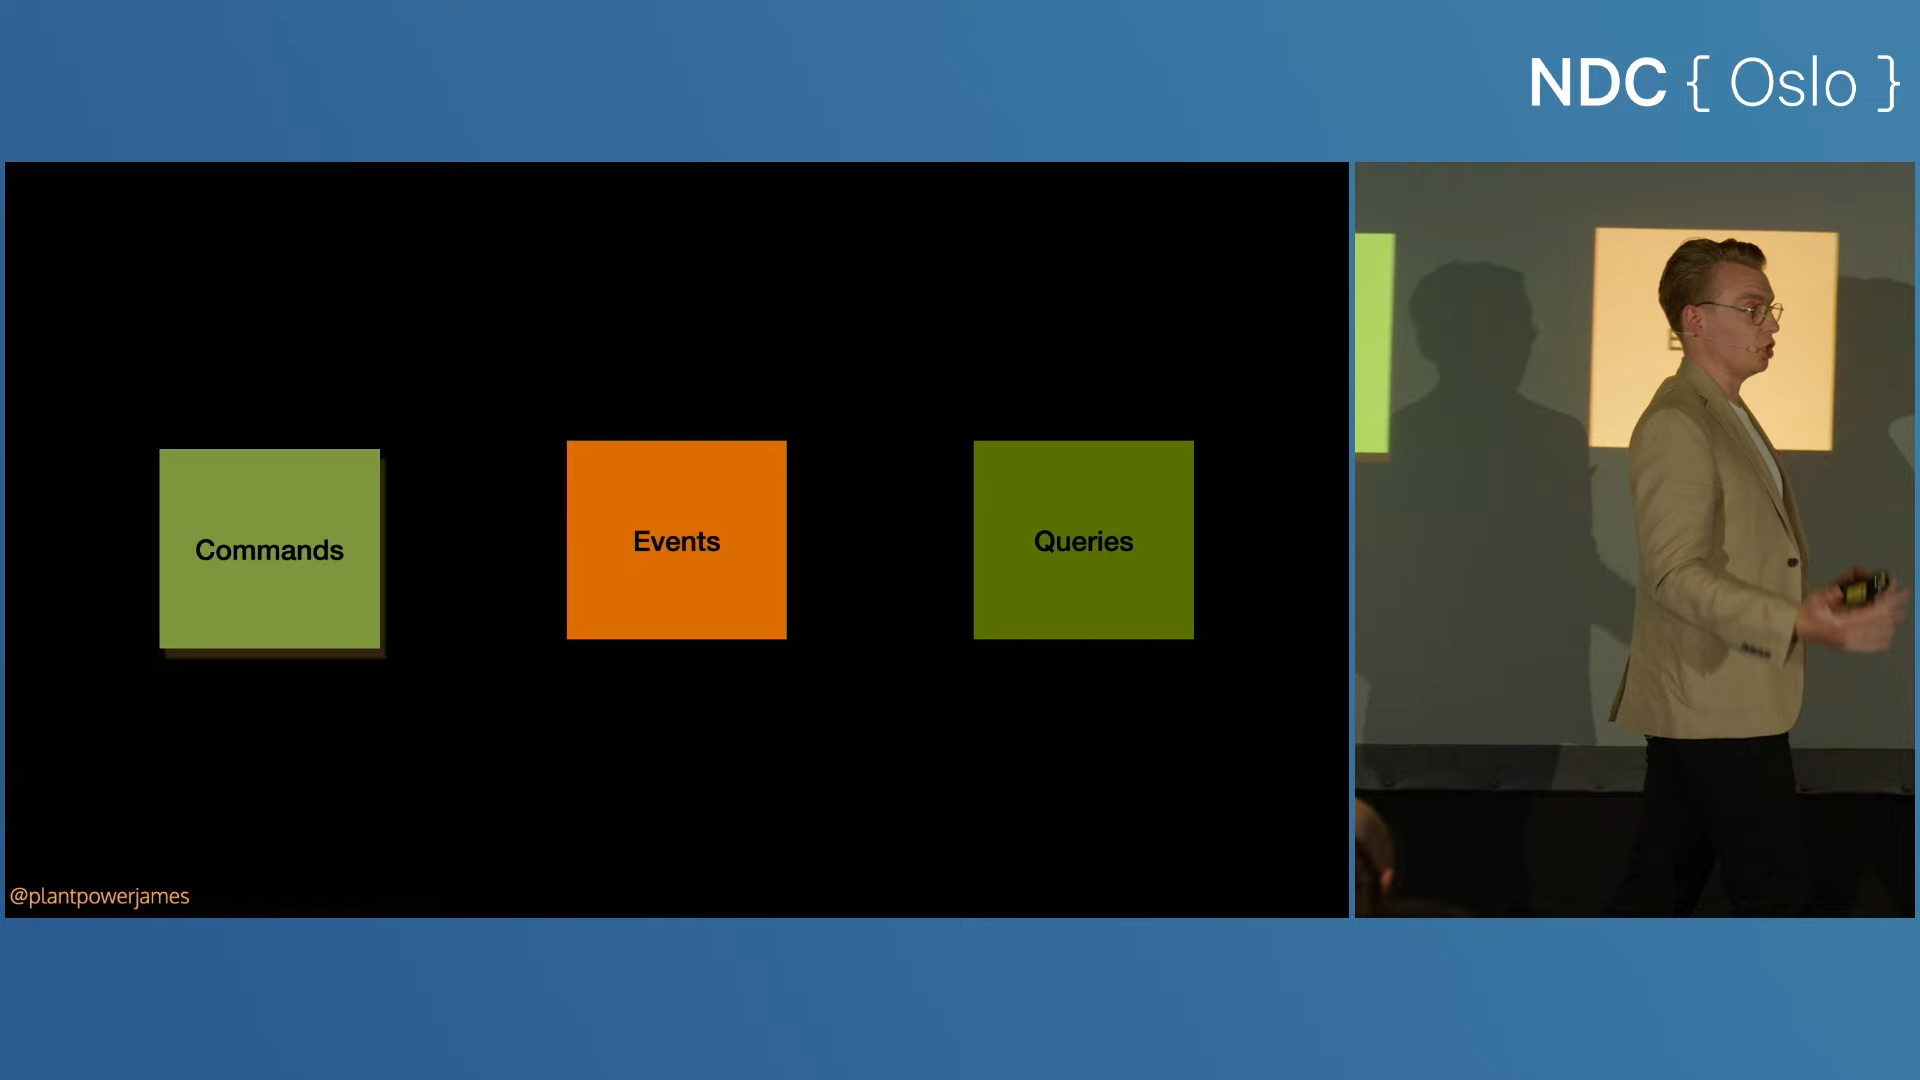 NDC { Oslo }
Commands
Events
Queries
@plantpowerjames